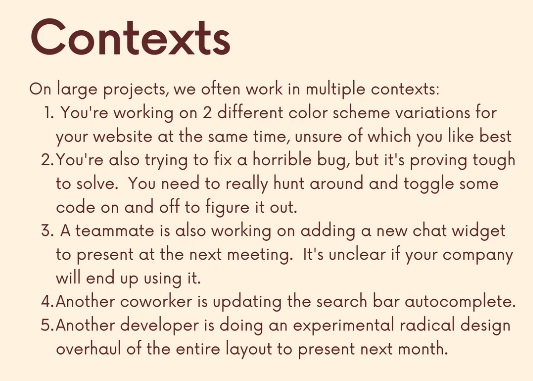 Contexts
On large projects, we often work in multiple contexts:
1. You're working on 2 different color scheme variations for
your website at the same time, unsure of which you like best
2.You're also trying to fix a horrible bug, but it's proving tough
to solve.  You need to really hunt around and toggle some
code on and off to figure it out.
3. A teammate is also working on adding a new chat widget
to present at the next meeting.  It's unclear if your company
will end up using it.
4.Another coworker is updating the search bar autocomplete.
5.Another developer is doing an experimental radical design
overhaul of the entire layout to present next month.